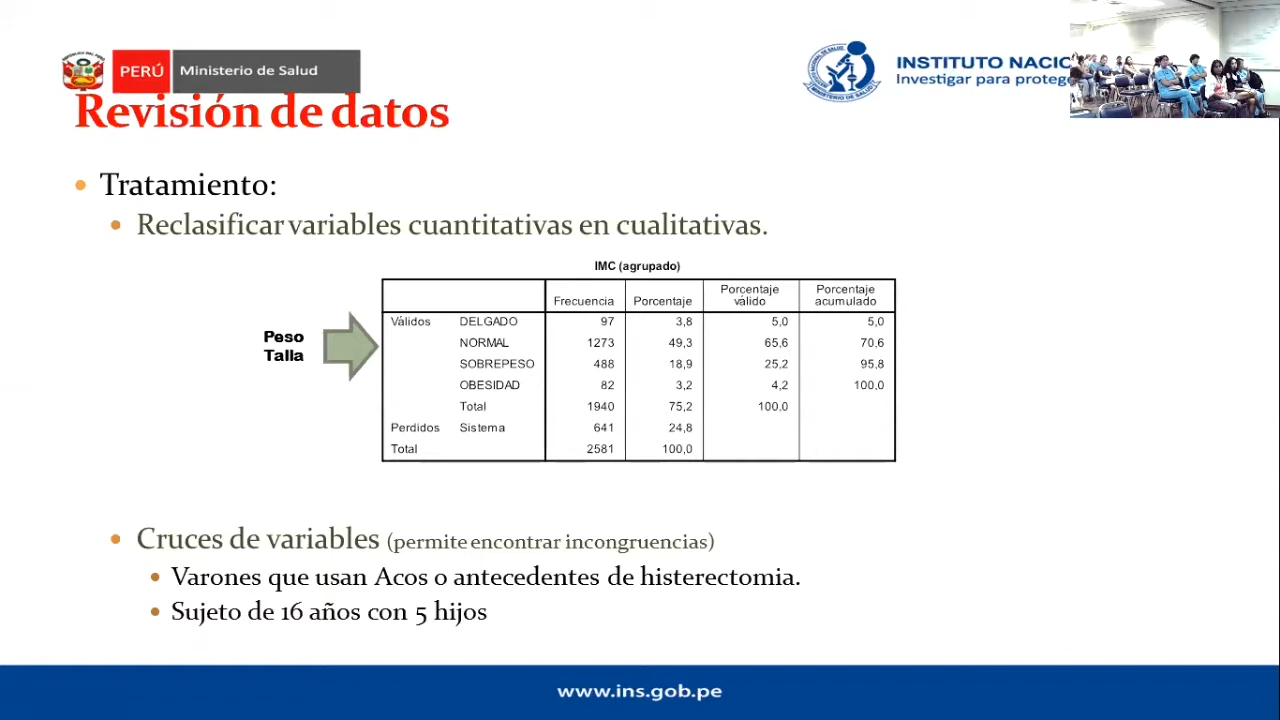 PERÚ Ministerio de Salud
INSTITUTO NACIO
Investigar para proteg
Revisión de datos
• Tratamiento:
• Reclasificar variables cuantitativas en cualitativas.
IMC (agrupado)
Frecuencia Porcentaje Porcentaje válido Porcentaje acumulado
Peso
Talla
Válidos DELGADO 97 3,8 5,0 5,0
NORMAL 1273 49,3 65,6 70,6
SOBREPESO 488 18,9 25,2 95,8
OBESIDAD 82 3,2 4,2 100,0
Total 1940 75,2 100,0
Perdidos Sistema 641 24,8
Total 2581 100,0
• Cruces de variables (permite encontrar incongruencias)
• Varones que usan Acos o antecedentes de histerectomia.
• Sujeto de 16 años con 5 hijos
www.ins.gob.pe